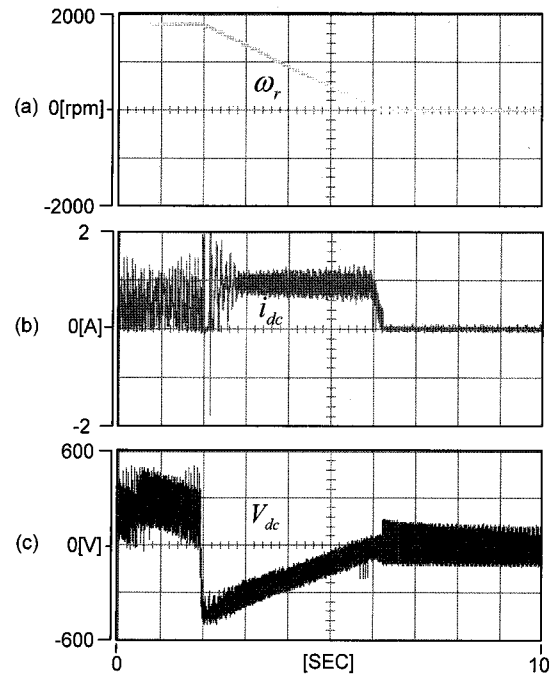 2000
(a) 0[rpm]
ω_r
-2000
2
(b) 0[A]
i_dc
-2
600
(c) 0[V]
V_dc
-600
0 [SEC] 10